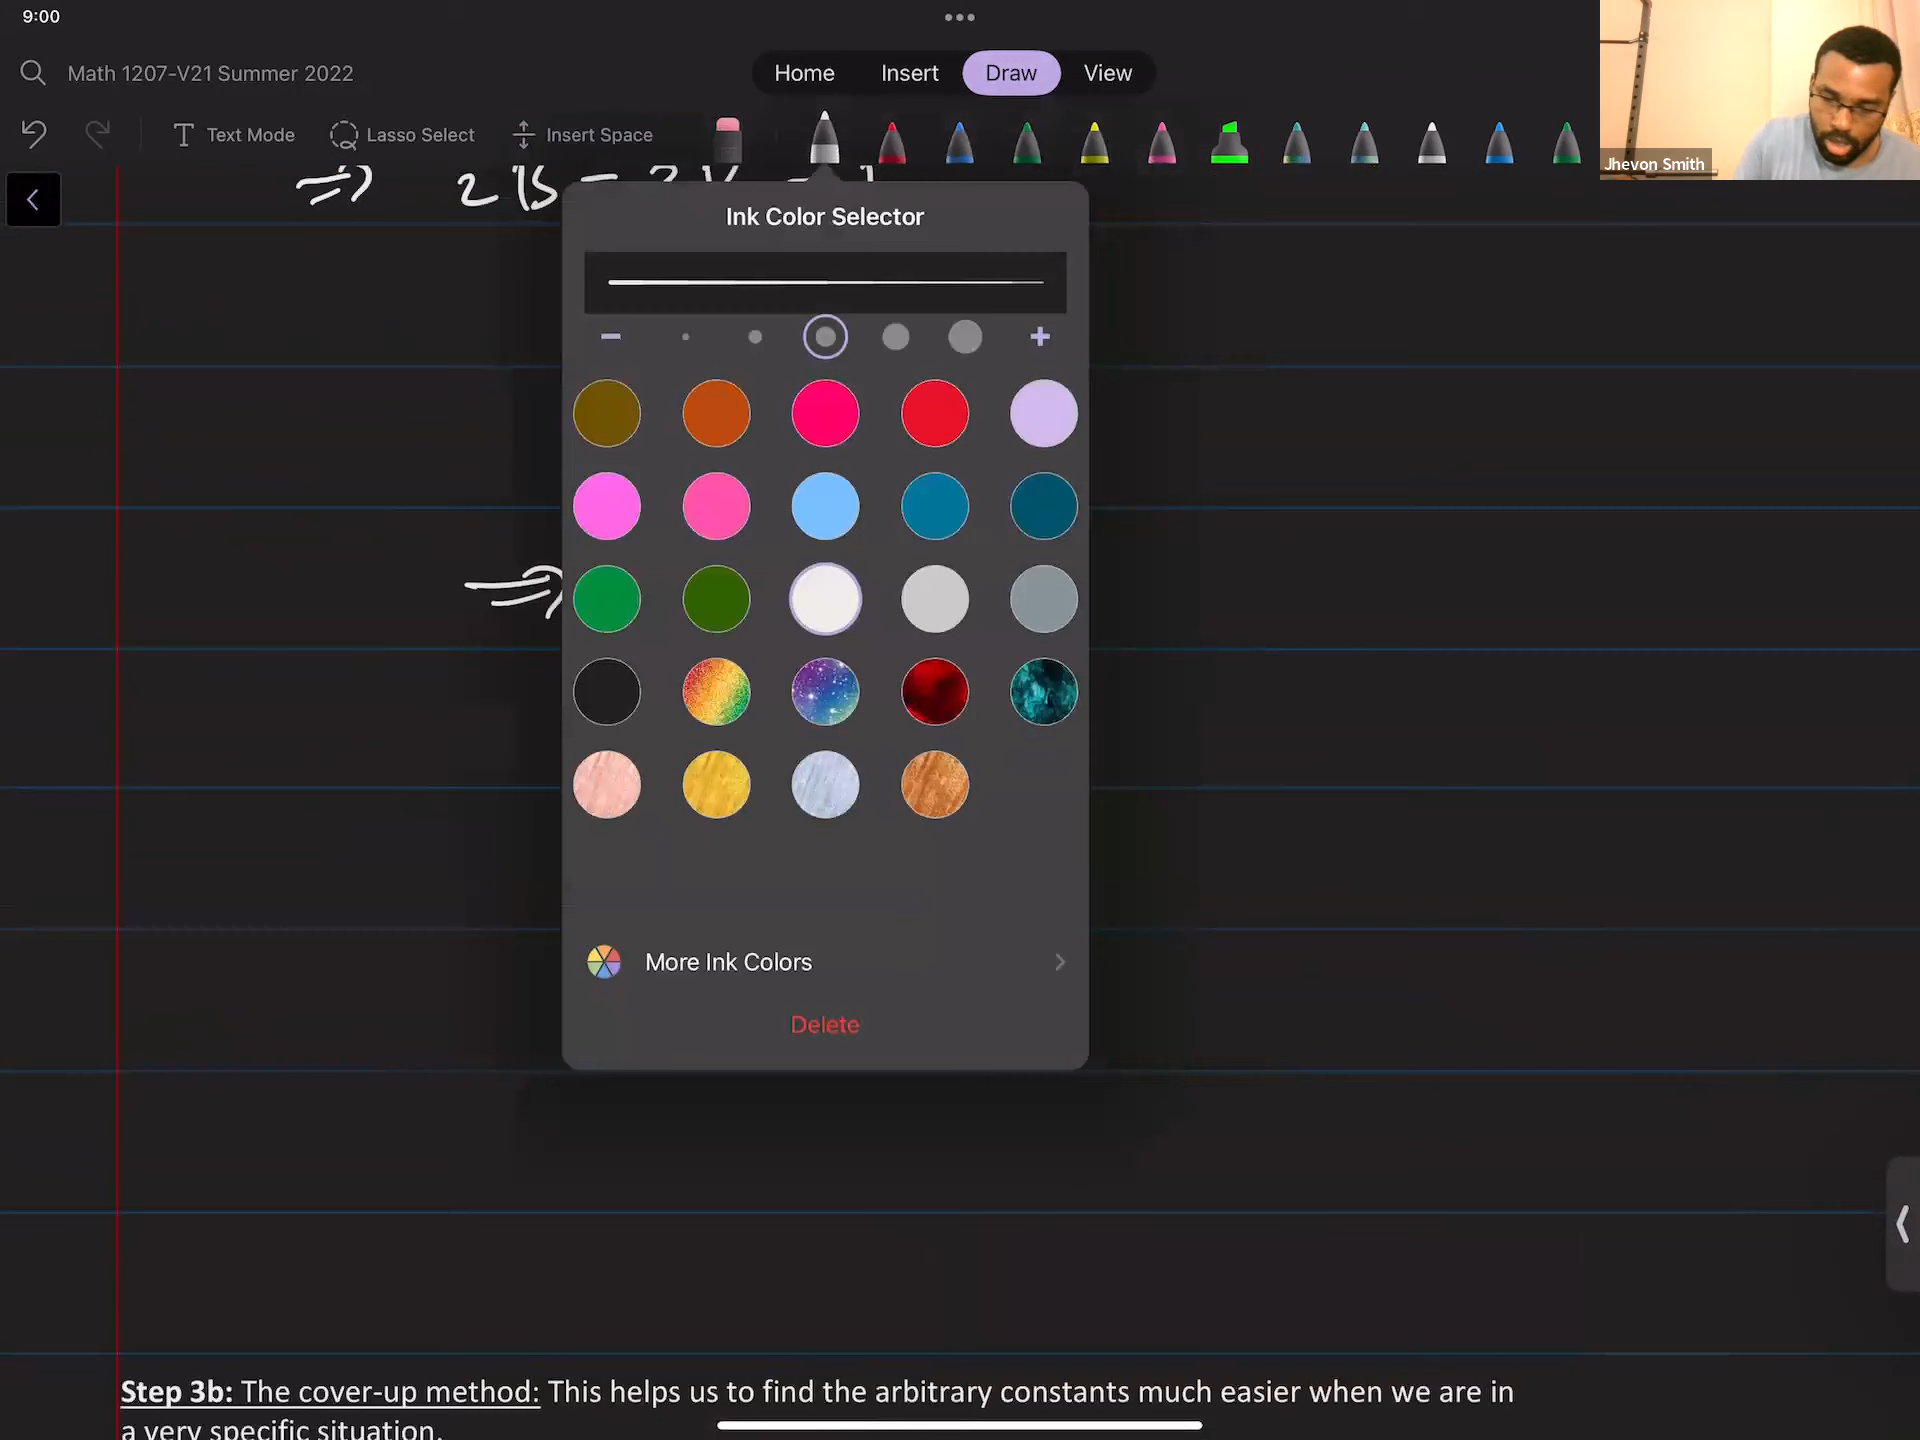 9:00
Math 1207-V21 Summer 2022
Home Insert Draw View
Text Mode Lasso Select Insert Space
Jhevon Smith
⇒
Ink Color Selector
⇒
More Ink Colors
Delete
Step 3b: The cover-up method: This helps us to find the arbitrary constants much easier when we are in
a very specific situation.